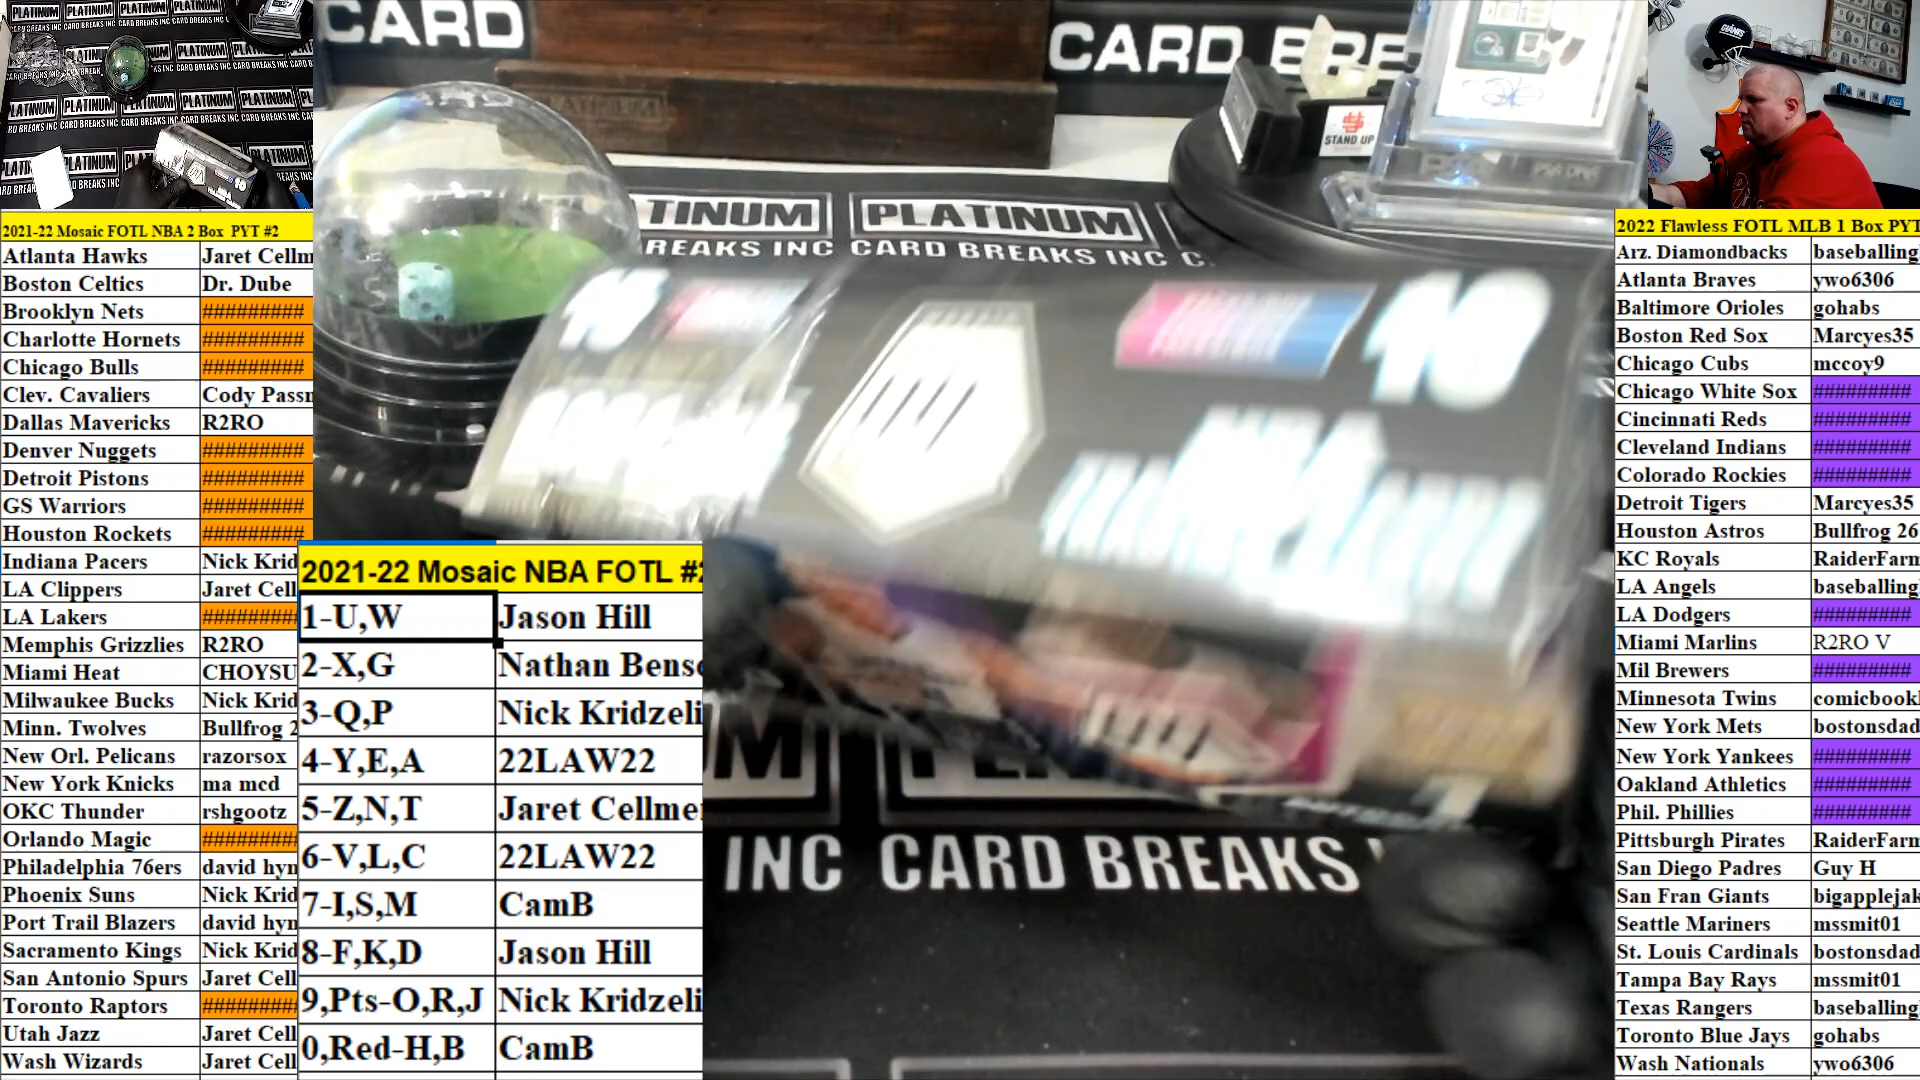 2021-22 Mosaic FOTL NBA 2 Box PYT #2
Atlanta Hawks Jaret Cellm
Boston Celtics Dr. Dube
Brooklyn Nets #########
Charlotte Hornets #########
Chicago Bulls #########
Clev. Cavaliers Cody Passn
Dallas Mavericks R2RO
Denver Nuggets #########
Detroit Pistons #########
GS Warriors #########
Houston Rockets #########
Indiana Pacers Nick Krid
LA Clippers Jaret Cell
LA Lakers #########
Memphis Grizzlies R2RO
Miami Heat CHOYSU
Milwaukee Bucks Nick Krid
Minn. Twolves Bullfrog 2
New Orl. Pelicans razorsox
New York Knicks ma mcd
OKC Thunder rshgootz
Orlando Magic #########
Philadelphia 76ers david hyn
Phoenix Suns Nick Krid
Port Trail Blazers david hyn
Sacramento Kings Nick Krid
San Antonio Spurs Jaret Cell
Toronto Raptors #########
Utah Jazz Jaret Cell
Wash Wizards Jaret Cell
2021-22 Mosaic NBA FOTL #2
1-U,W Jason Hill
2-X,G Nathan Benso
3-Q,P Nick Kridzeli
4-Y,E,A 22LAW22
5-Z,N,T Jaret Cellme
6-V,L,C 22LAW22
7-I,S,M CamB
8-F,K,D Jason Hill
9,Pts-O,R,J Nick Kridzeli
0,Red-H,B CamB
CARD
CARD BRE
STAND UP
TINUM PLATINUM
REAKS INC CARD BREAKS INC C
10
NBA
INC CARD BREAKS
2022 Flawless FOTL MLB 1 Box PYT
Arz. Diamondbacks baseballing
Atlanta Braves ywo6306
Baltimore Orioles gohabs
Boston Red Sox Marcyes35
Chicago Cubs mccoy9
Chicago White Sox #########
Cincinnati Reds #########
Cleveland Indians #########
Colorado Rockies #########
Detroit Tigers Marcyes35
Houston Astros Bullfrog 26
KC Royals RaiderFarm
LA Angels baseballing
LA Dodgers #########
Miami Marlins R2RO V
Mil Brewers #########
Minnesota Twins comicbook
New York Mets bostonsdad
New York Yankees #########
Oakland Athletics #########
Phil. Phillies #########
Pittsburgh Pirates RaiderFarm
San Diego Padres Guy H
San Fran Giants bigapplejak
Seattle Mariners mssmit01
St. Louis Cardinals bostonsdad
Tampa Bay Rays mssmit01
Texas Rangers baseballing
Toronto Blue Jays gohabs
Wash Nationals ywo6306